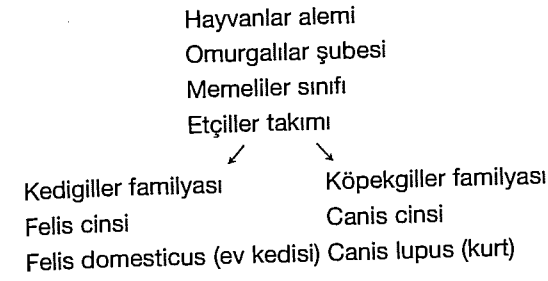 Hayvanlar alemi
Omurgalılar şubesi
Memeliler sınıfı
Etçiller takımı
Kedigiller familyası
Felis cinsi
Felis domesticus (ev kedisi)
Köpekgiller familyası
Canis cinsi
Canis lupus (kurt)